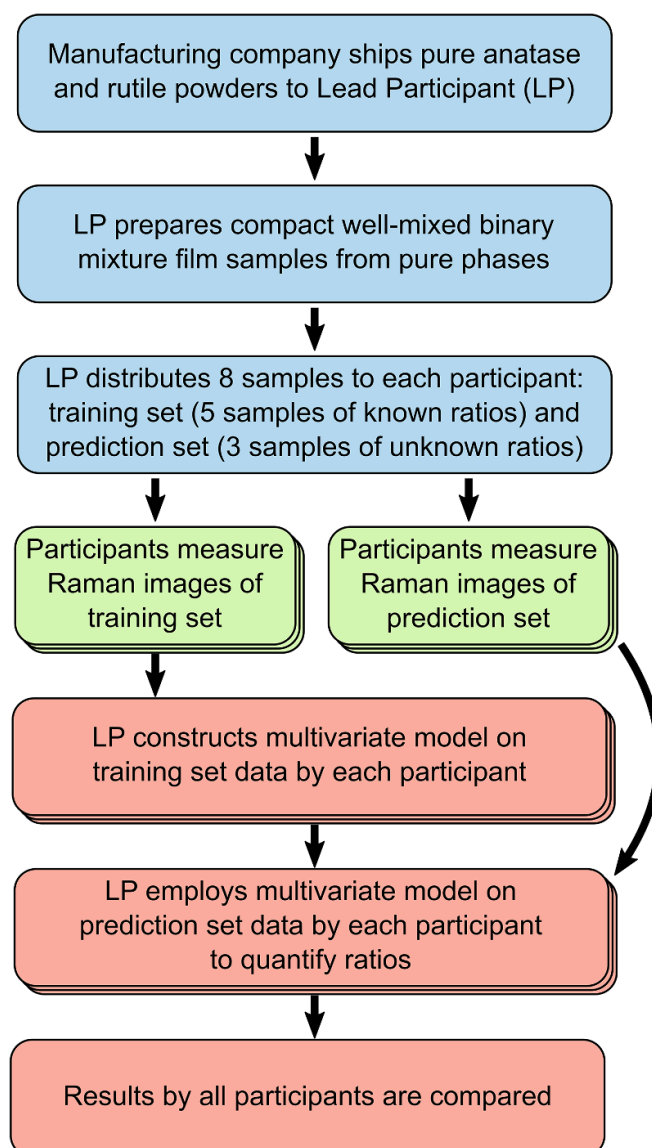 Manufacturing company ships pure anatase
and rutile powders to Lead Participant (LP)
LP prepares compact well-mixed binary
mixture film samples from pure phases
LP distributes 8 samples to each participant:
training set (5 samples of known ratios) and
prediction set (3 samples of unknown ratios)
Participants measure
Raman images of
training set
Participants measure
Raman images of
prediction set
LP constructs multivariate model on
training set data by each participant
LP employs multivariate model on
prediction set data by each participant
to quantify ratios
Results by all participants are compared